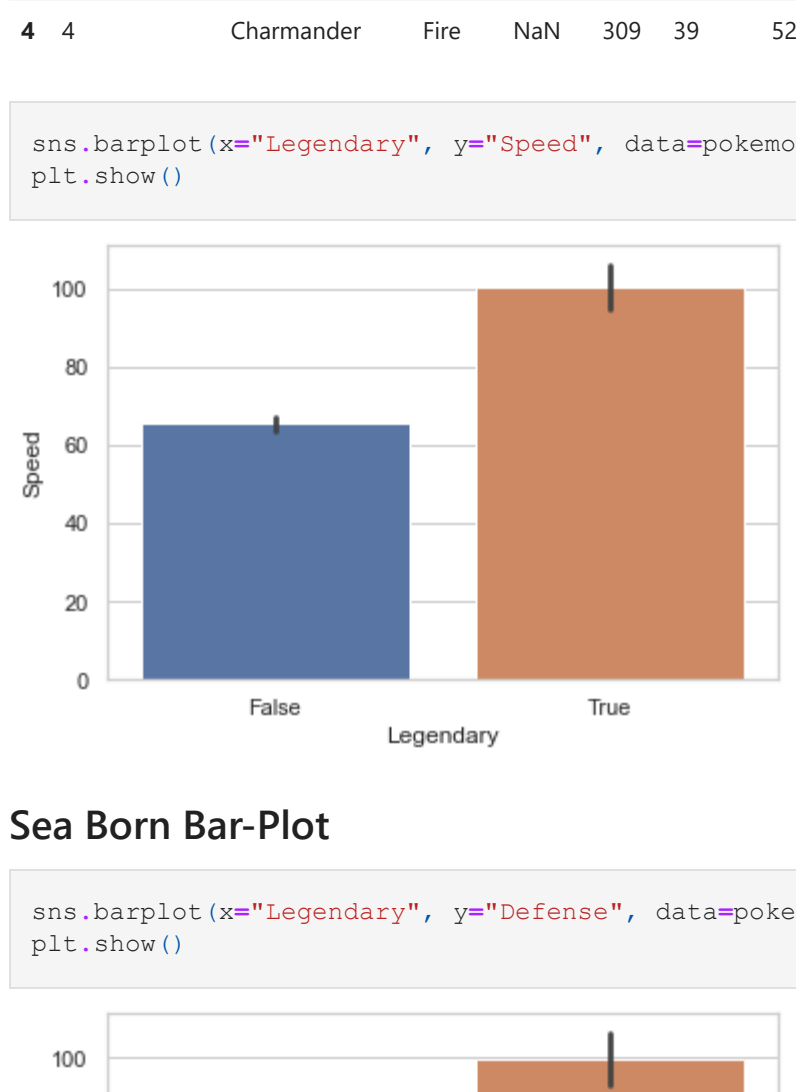 4 4 Charmander Fire NaN 309 39 52
sns.barplot(x="Legendary", y="Speed", data=pokemo
plt.show()
100
80
60
Speed
40
20
0
False True
Legendary
Sea Born Bar-Plot
sns.barplot(x="Legendary", y="Defense", data=poke
plt.show()
100